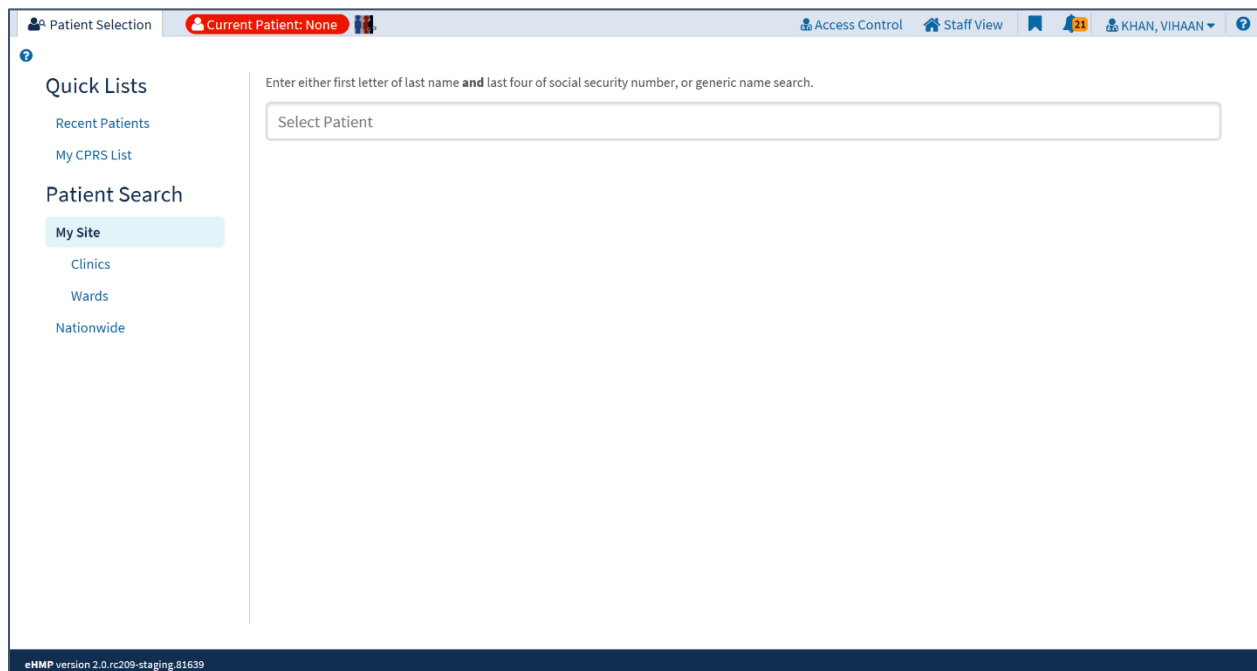 Patient Selection
Current Patient: None
Access Control
Staff View
21
KHAN, VIHAAN
?
?
Quick Lists
Recent Patients
My CPRS List
Patient Search
My Site
Clinics
Wards
Nationwide
Enter either first letter of last name and last four of social security number, or generic name search.
Select Patient
eHMP version 2.0.rc209-staging.81639